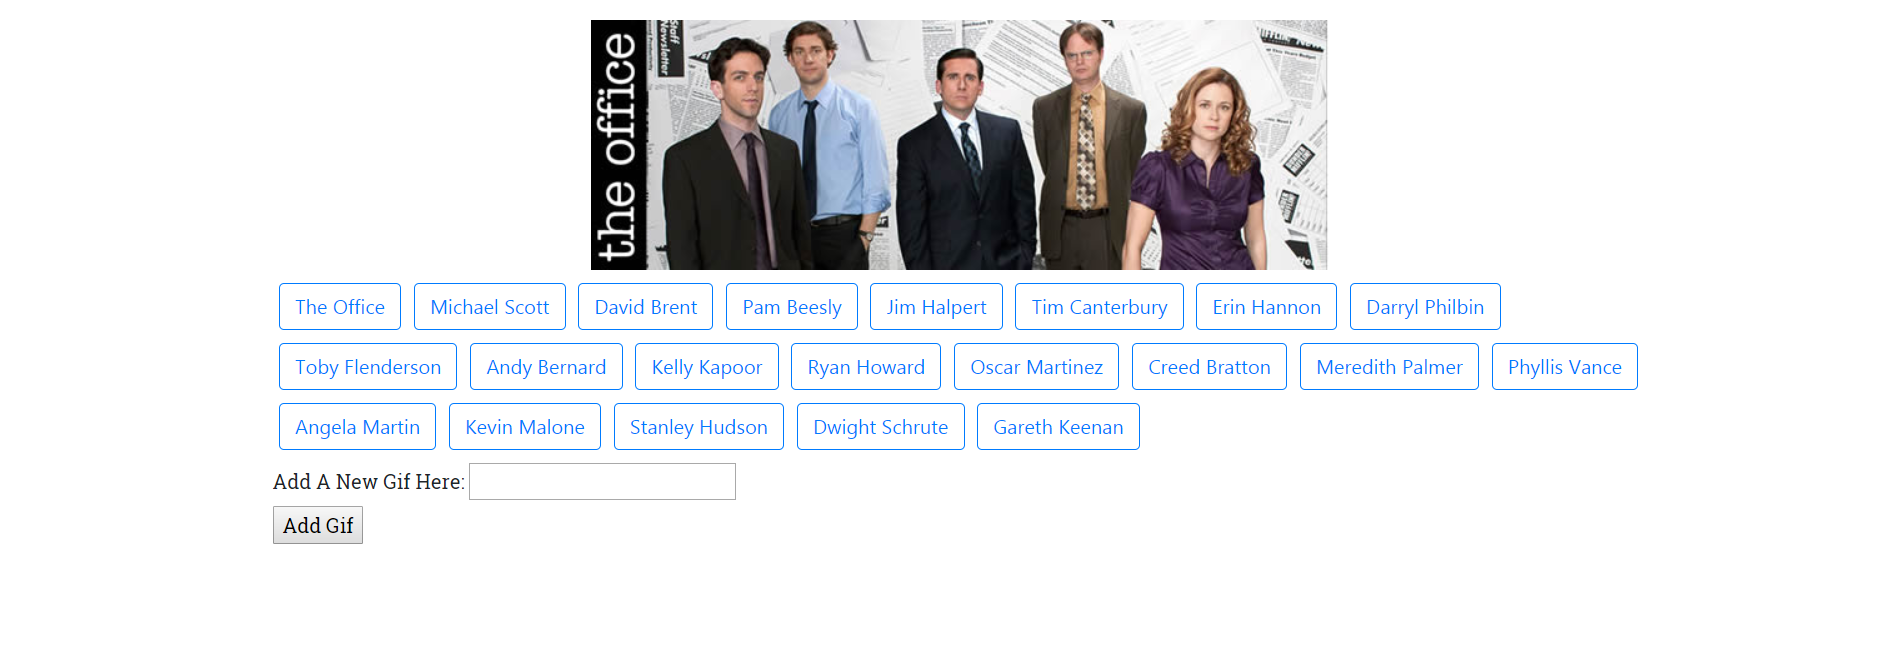 the office
Staff
Newsletter
The Office Michael Scott David Brent Pam Beesly Jim Halpert Tim Canterbury Erin Hannon Darryl Philbin
Toby Flenderson Andy Bernard Kelly Kapoor Ryan Howard Oscar Martinez Creed Bratton Meredith Palmer Phyllis Vance
Angela Martin Kevin Malone Stanley Hudson Dwight Schrute Gareth Keenan
Add A New Gif Here:
Add Gif